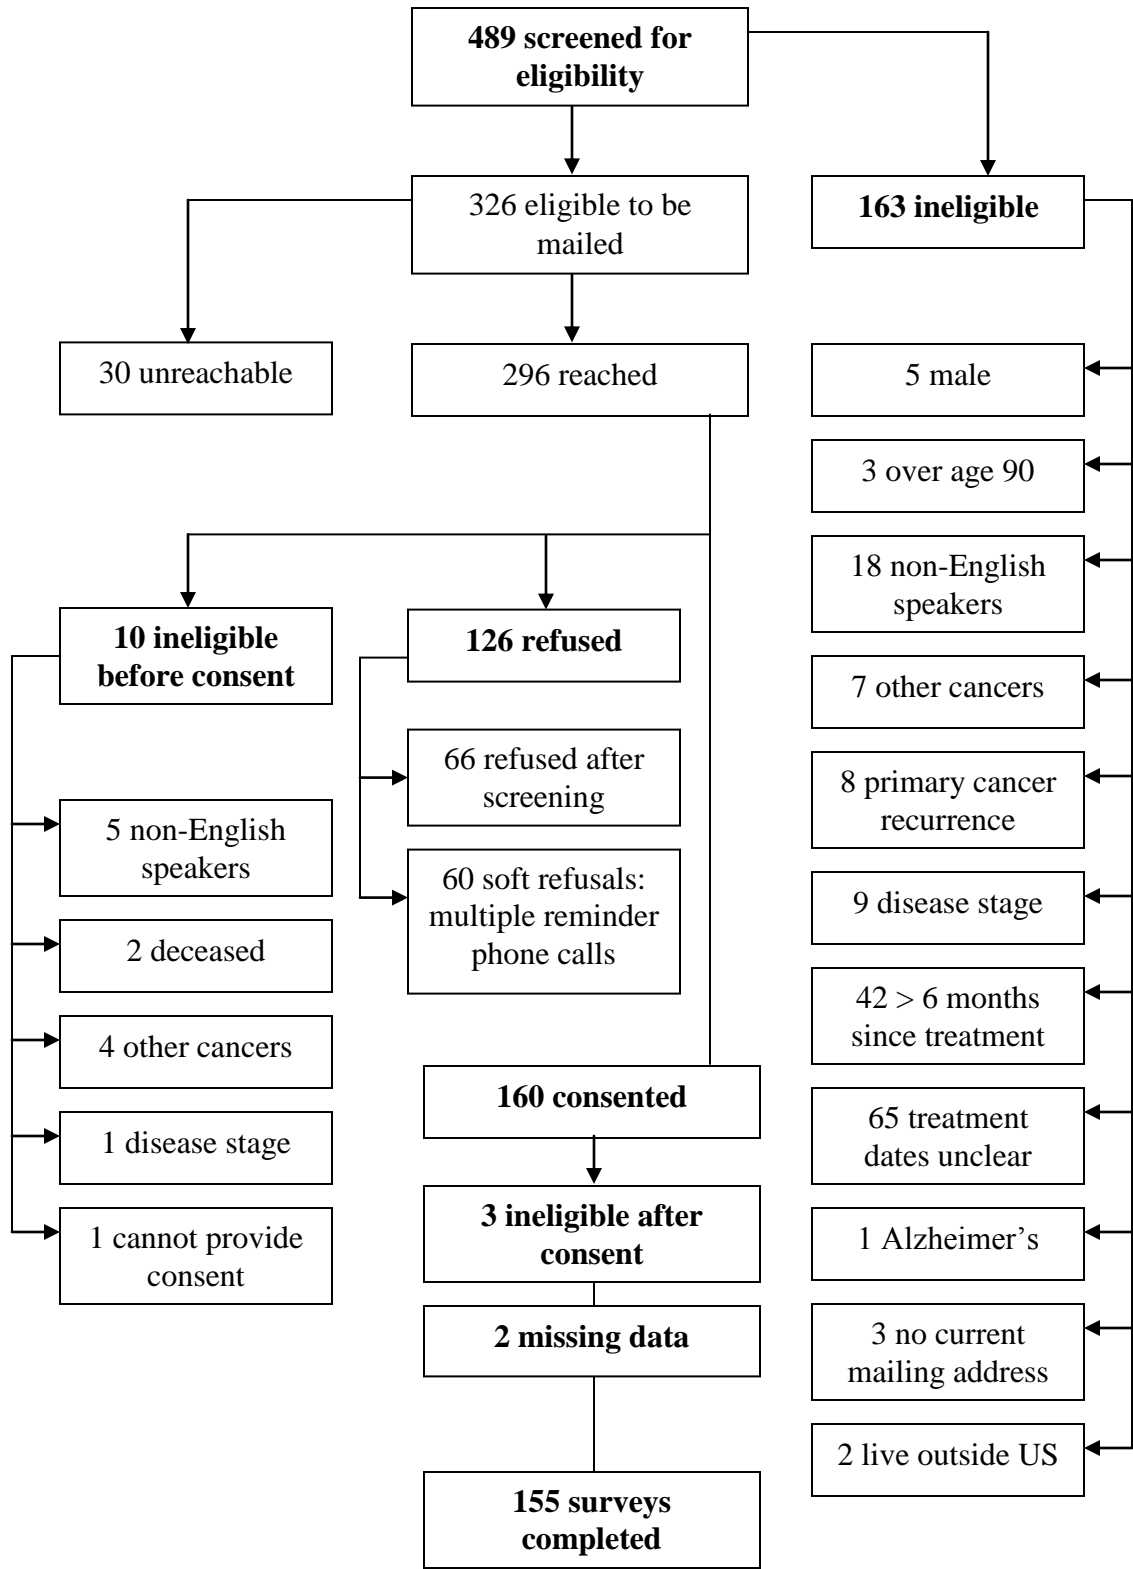 489 screened for
eligibility
326 eligible to be
mailed
163 ineligible
30 unreachable
296 reached
5 male
3 over age 90
18 non-English
speakers
10 ineligible
before consent
126 refused
7 other cancers
66 refused after
screening
8 primary cancer
recurrence
5 non-English
speakers
60 soft refusals:
multiple reminder
phone calls
9 disease stage
2 deceased
42 > 6 months
since treatment
4 other cancers
160 consented
65 treatment
dates unclear
1 disease stage
3 ineligible after
consent
1 cannot provide
consent
1 Alzheimer’s
2 missing data
3 no current
mailing address
2 live outside US
155 surveys
completed